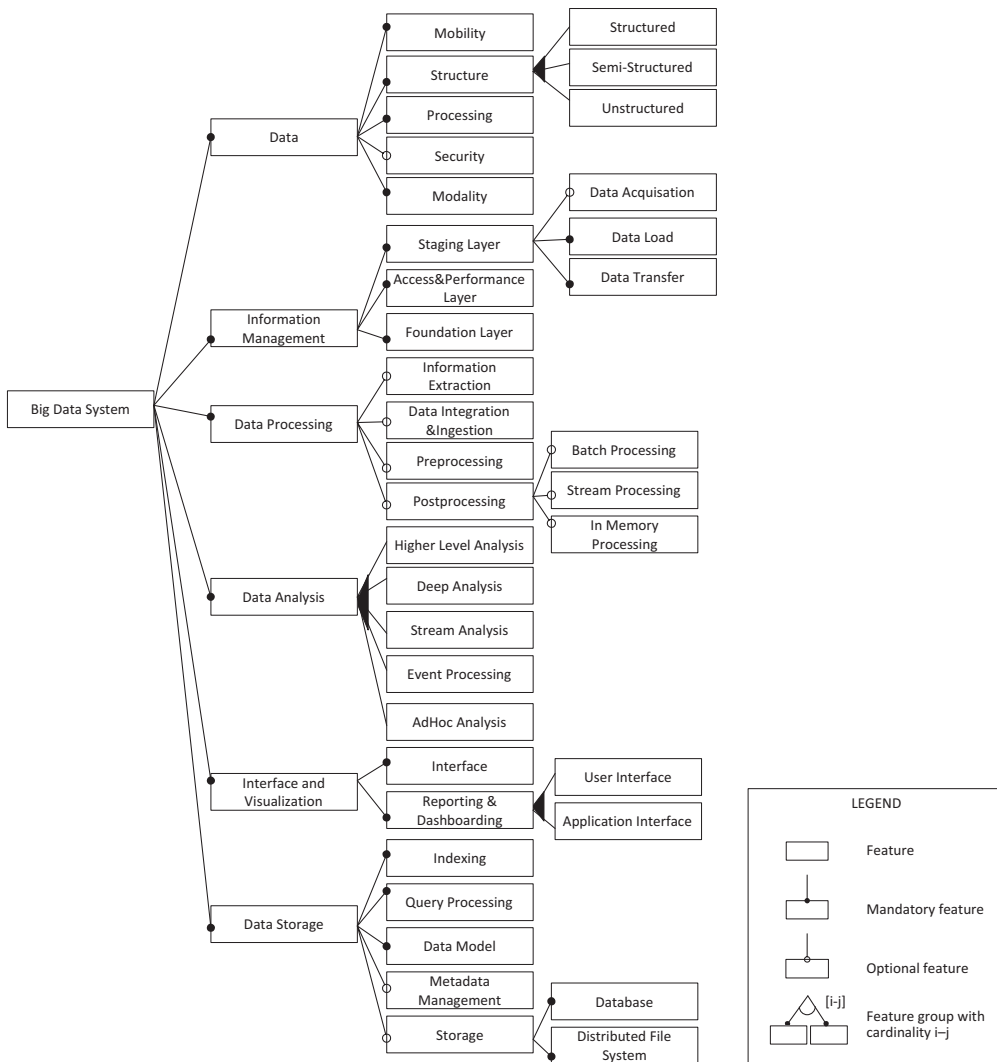 Big Data System
Data
Mobility
Structure
Structured
Semi-Structured
Unstructured
Processing
Security
Modality
Information
Management
Staging Layer
Data Acquisation
Data Load
Data Transfer
Access&Performance
Layer
Foundation Layer
Data Processing
Information
Extraction
Data Integration
&Ingestion
Preprocessing
Postprocessing
Batch Processing
Stream Processing
In Memory
Processing
Data Analysis
Higher Level Analysis
Deep Analysis
Stream Analysis
Event Processing
AdHoc Analysis
Interface and
Visualization
Interface
Reporting &
Dashboarding
User Interface
Application Interface
Data Storage
Indexing
Query Processing
Data Model
Metadata
Management
Storage
Database
Distributed File
System
LEGEND
Feature
Mandatory feature
Optional feature
[i-j]
Feature group with
cardinality i–j